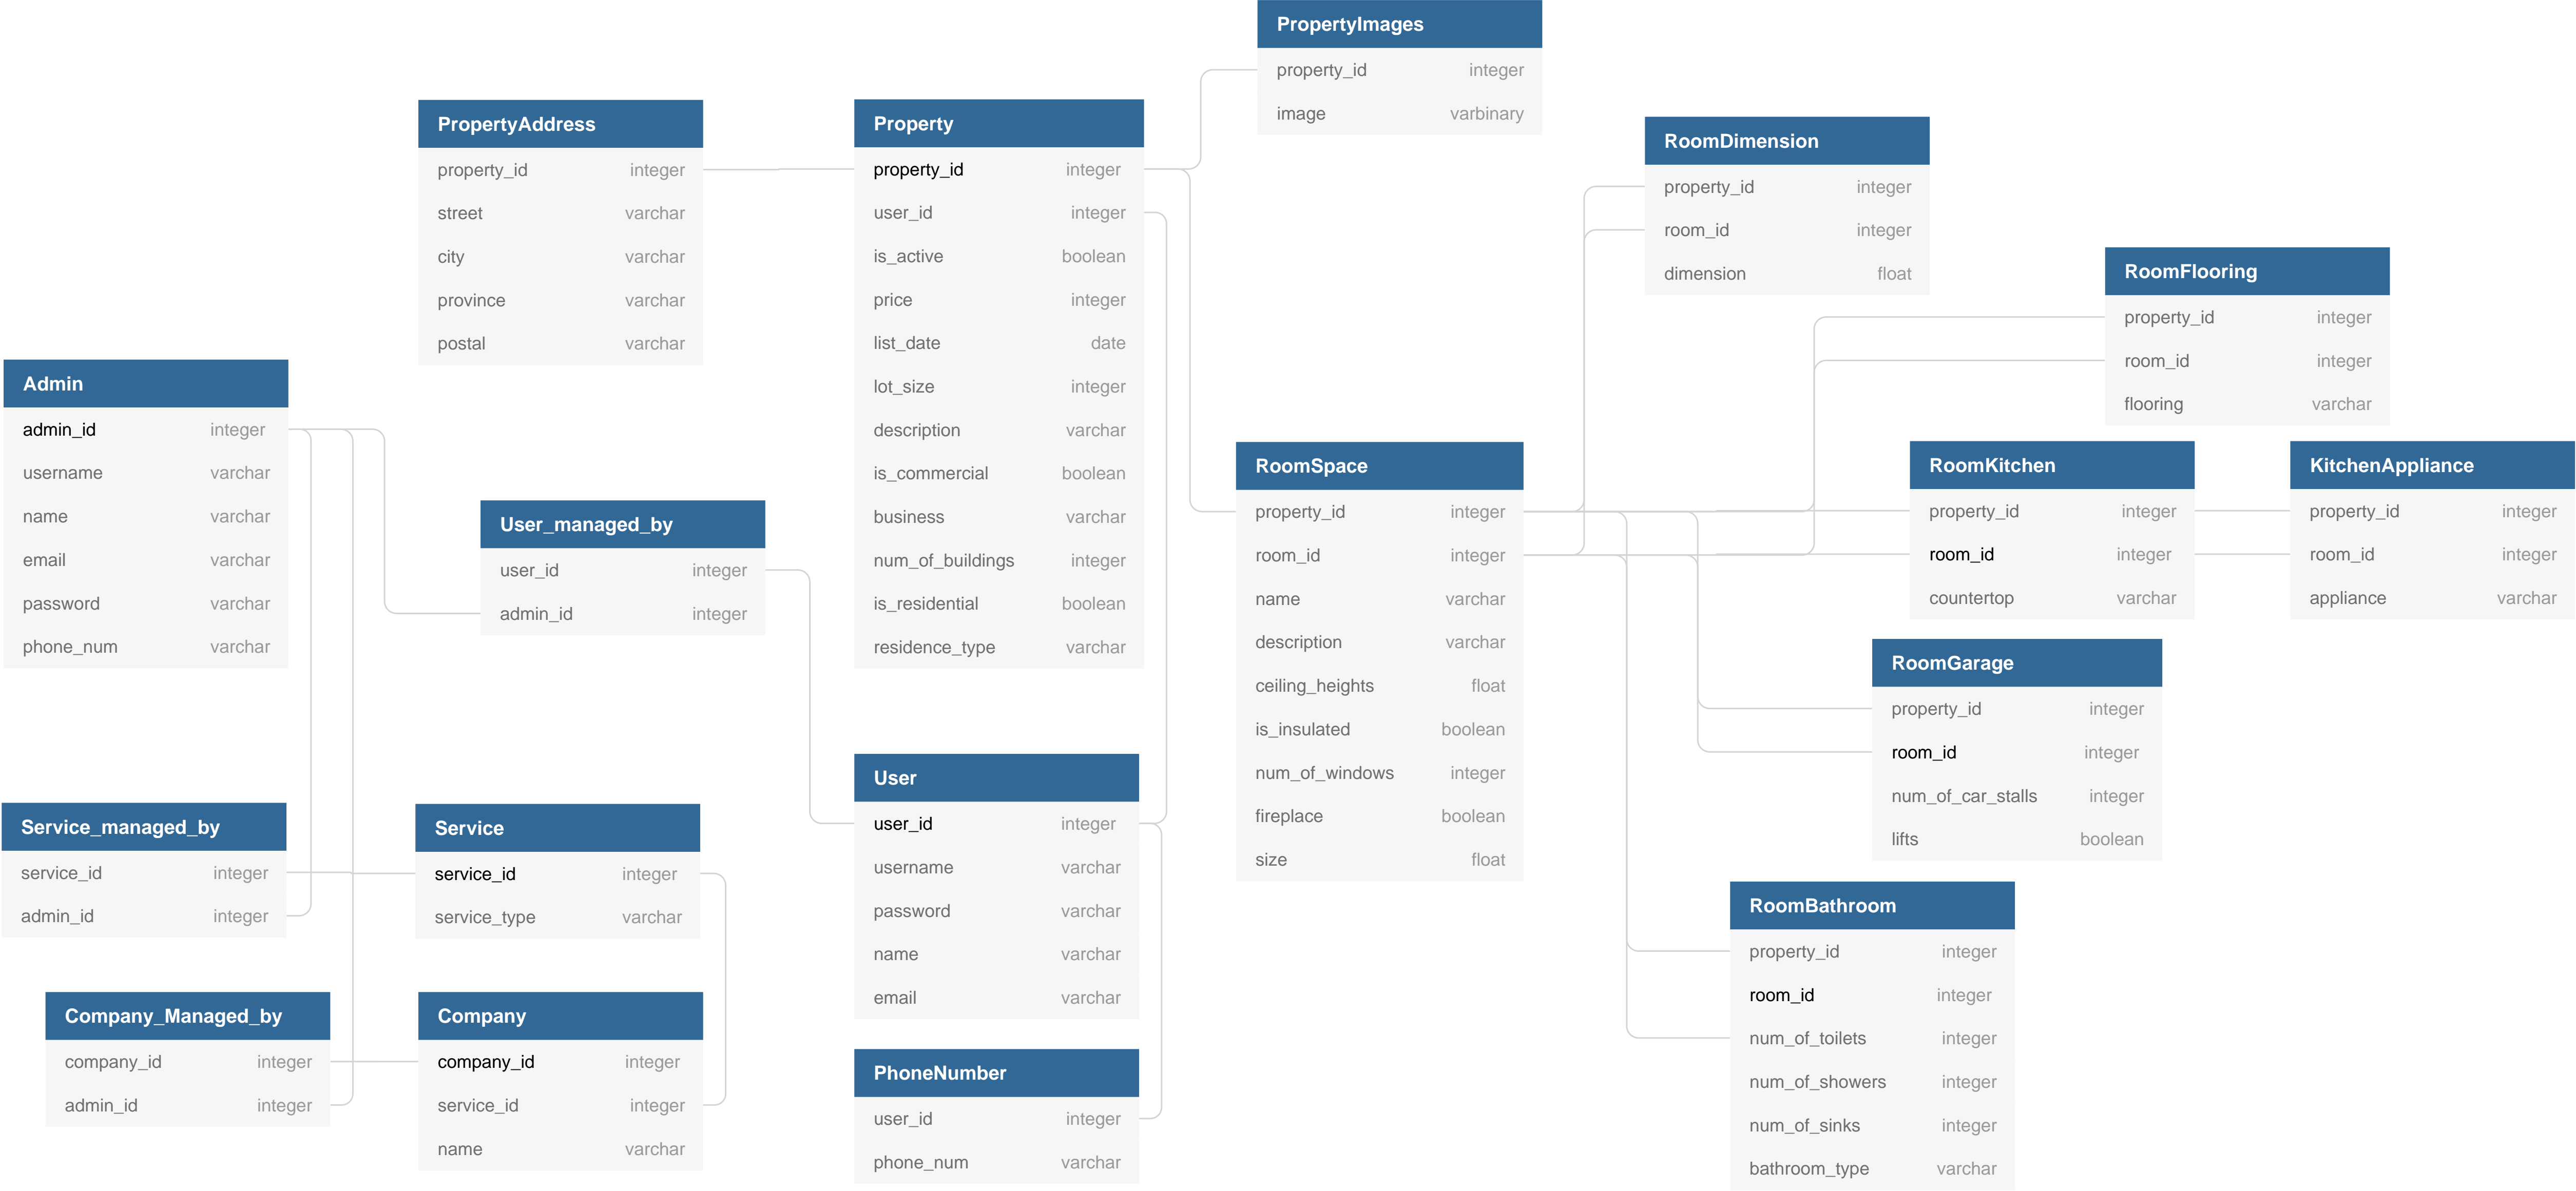 PropertyImages
property_id integer
image varbinary
PropertyAddress
property_id integer
street varchar
city varchar
province varchar
postal varchar
Property
property_id integer
user_id integer
is_active boolean
price integer
list_date date
lot_size integer
description varchar
is_commercial boolean
business varchar
num_of_buildings integer
is_residential boolean
residence_type varchar
RoomDimension
property_id integer
room_id integer
dimension float
RoomFlooring
property_id integer
room_id integer
flooring varchar
Admin
admin_id integer
username varchar
name varchar
email varchar
password varchar
phone_num varchar
User_managed_by
user_id integer
admin_id integer
RoomSpace
property_id integer
room_id integer
name varchar
description varchar
ceiling_heights float
is_insulated boolean
num_of_windows integer
fireplace boolean
size float
RoomKitchen
property_id integer
room_id integer
countertop varchar
KitchenAppliance
property_id integer
room_id integer
appliance varchar
RoomGarage
property_id integer
room_id integer
num_of_car_stalls integer
lifts boolean
Service_managed_by
service_id integer
admin_id integer
Service
service_id integer
service_type varchar
User
user_id integer
username varchar
password varchar
name varchar
email varchar
RoomBathroom
property_id integer
room_id integer
num_of_toilets integer
num_of_showers integer
num_of_sinks integer
bathroom_type varchar
Company_Managed_by
company_id integer
admin_id integer
Company
company_id integer
service_id integer
name varchar
PhoneNumber
user_id integer
phone_num varchar